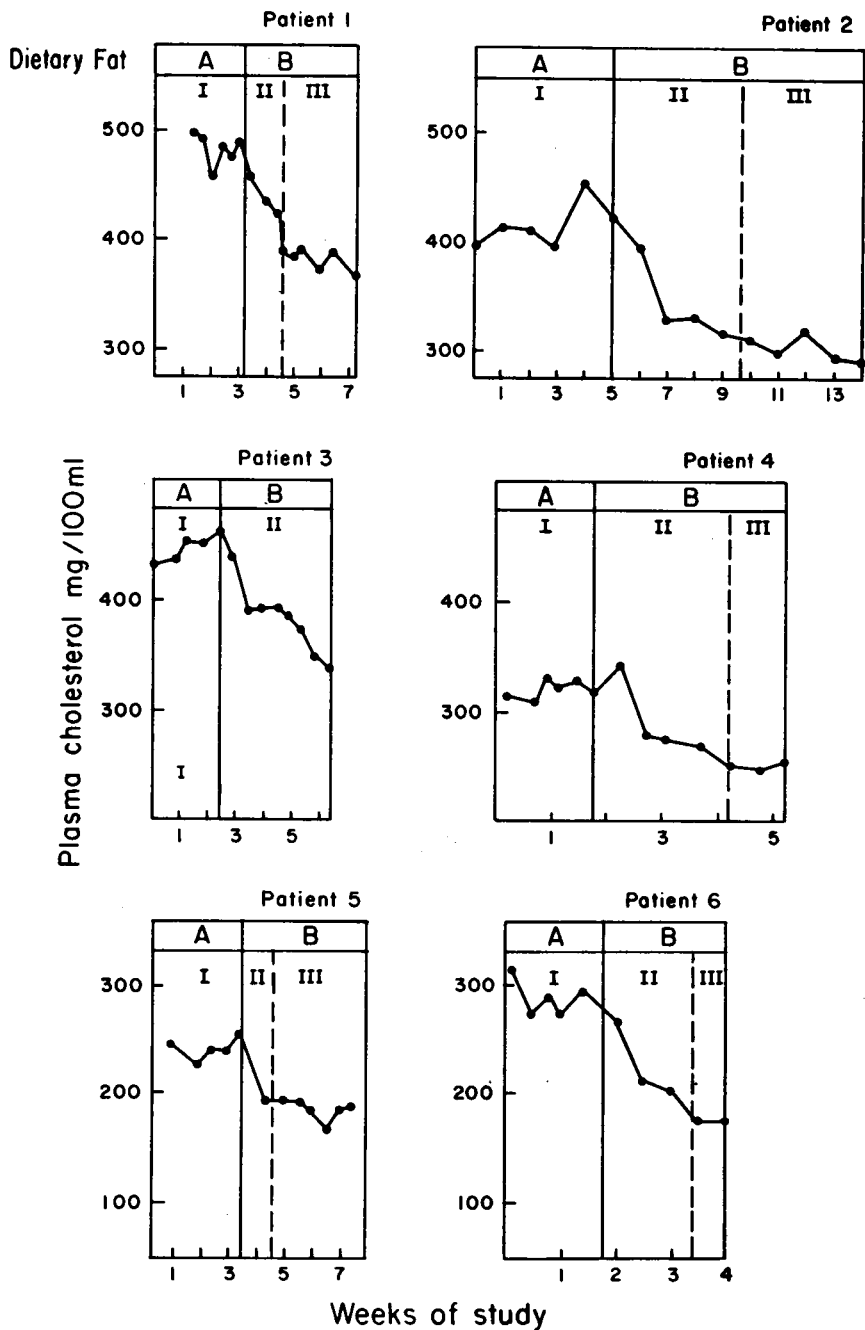 Patient 1
Patient 2
Dietary Fat
A B
A B
I II III
I II III
500
400
300
500
400
300
1 3 5 7
1 3 5 7 9 11 13
Plasma cholesterol mg/100ml
Patient 3
Patient 4
A B
A B
I II
I II III
400
300
I
400
300
1 3 5
1 3 5
Patient 5
Patient 6
A B
A B
I II III
I II III
300
200
100
300
200
100
1 3 5 7
1 2 3 4
Weeks of study